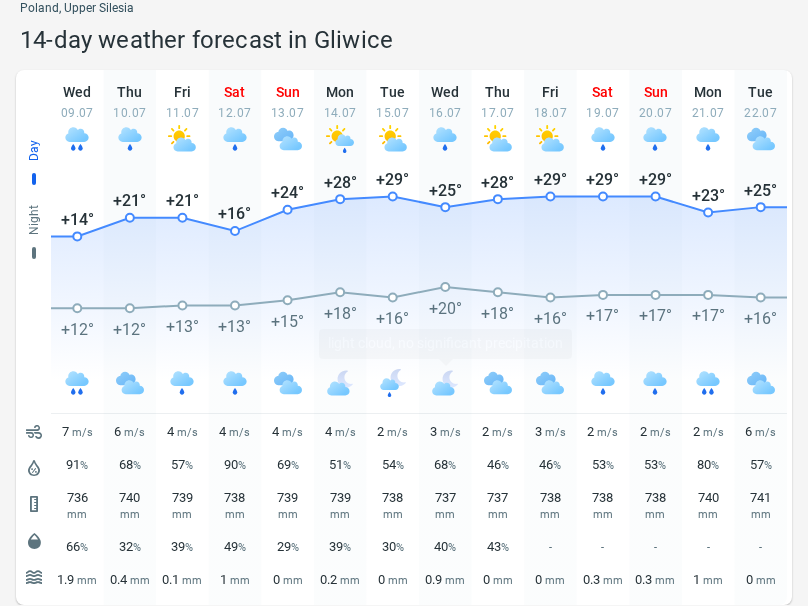 Poland, Upper Silesia
14-day weather forecast in Gliwice
Wed Thu Fri Sat Sun Mon Tue Wed Thu Fri Sat Sun Mon Tue
09.07 10.07 11.07 12.07 13.07 14.07 15.07 16.07 17.07 18.07 19.07 20.07 21.07 22.07
Day
+14° +21° +21° +16° +24° +28° +29° +25° +28° +29° +29° +29° +23° +25°
Night
+12° +12° +13° +13° +15° +18° +16° +20° +18° +16° +17° +17° +17° +16°
light cloud, no significant precipitation
7 m/s 6 m/s 4 m/s 4 m/s 4 m/s 4 m/s 2 m/s 3 m/s 2 m/s 3 m/s 2 m/s 2 m/s 2 m/s 6 m/s
91% 68% 57% 90% 69% 51% 54% 68% 46% 46% 53% 53% 80% 57%
736 740 739 738 739 739 738 737 737 738 738 738 740 741
mm mm mm mm mm mm mm mm mm mm mm mm mm mm
66% 32% 39% 49% 29% 39% 30% 40% 43% - - - - -
1.9 mm 0.4 mm 0.1 mm 1 mm 0 mm 0.2 mm 0 mm 0.9 mm 0 mm 0 mm 0.3 mm 0.3 mm 1 mm 0 mm